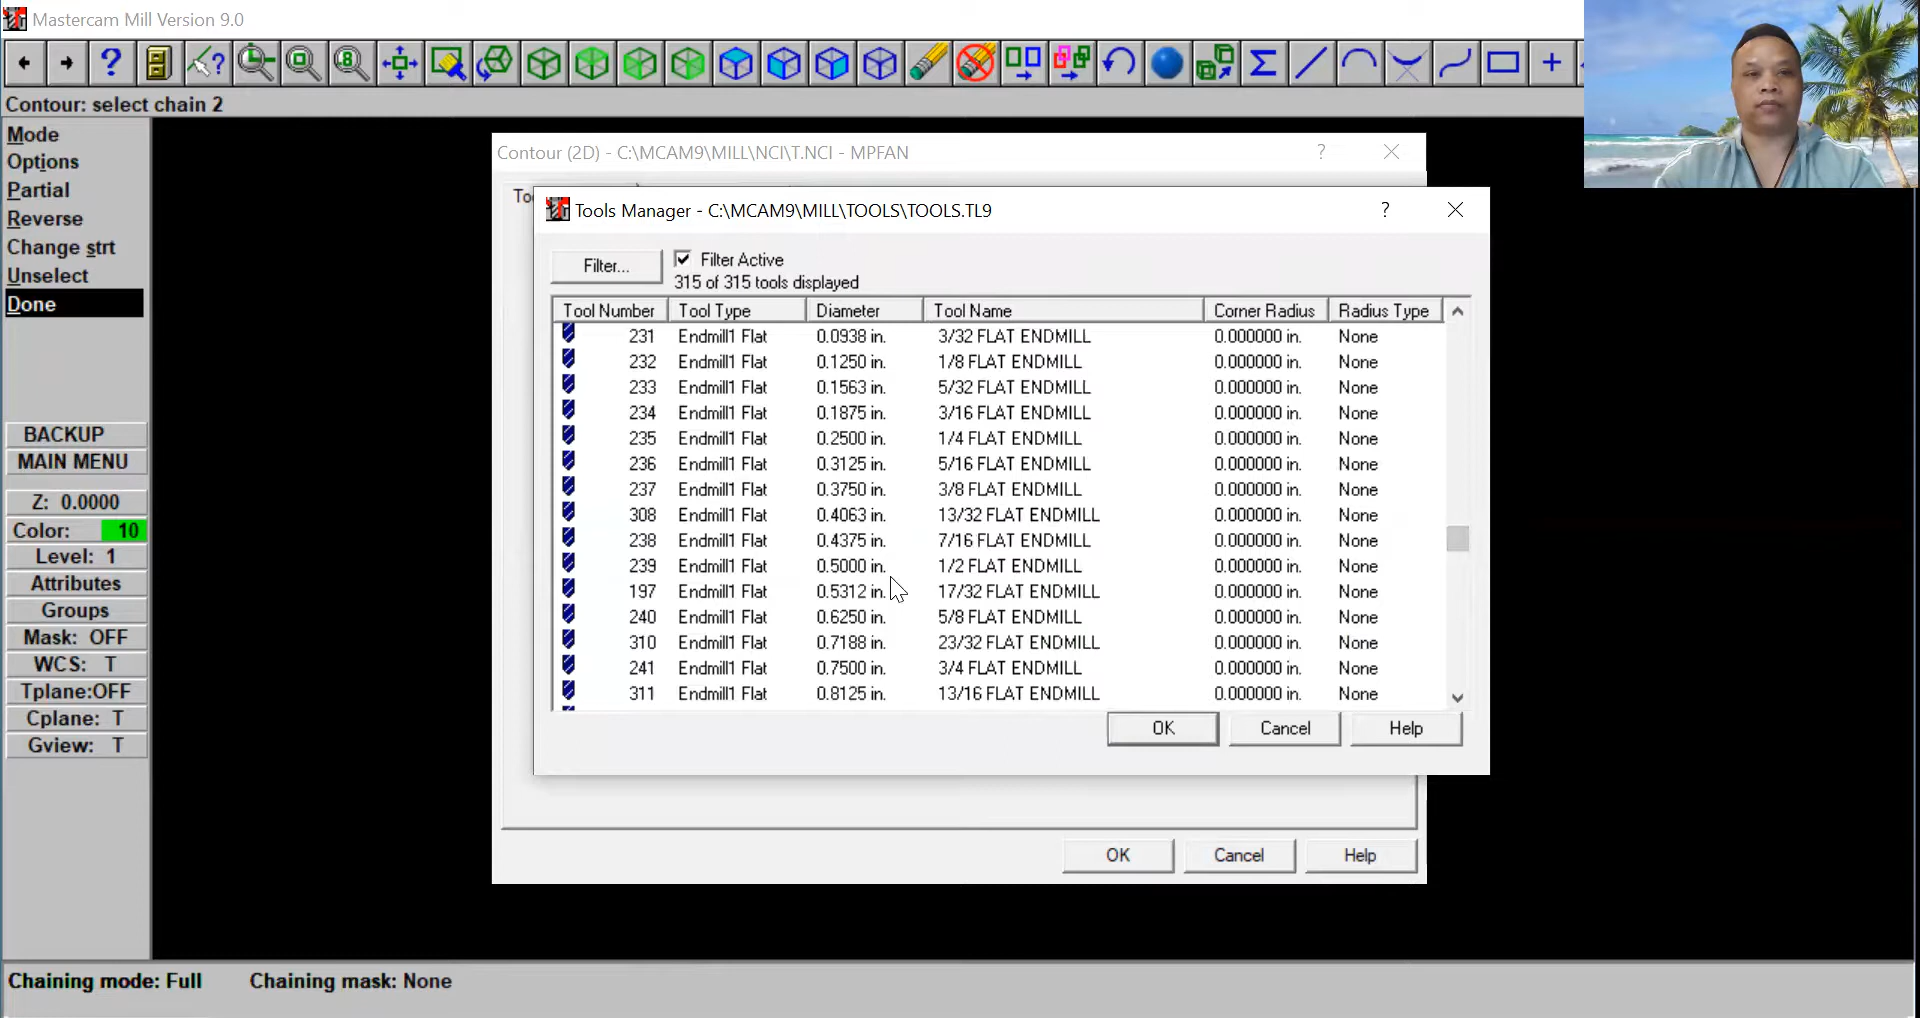 Mastercam Mill Version 9.0
Contour: select chain 2
Mode
Options
Partial
Reverse
Change strt
Unselect
Done
BACKUP
MAIN MENU
Z: 0.0000
Color: 10
Level: 1
Attributes
Groups
Mask: OFF
WCS: T
Tplane:OFF
Cplane: T
Gview: T
Contour (2D) - C:\MCAM9\MILL\NCI\T.NCI - MPFAN
?
Tools Manager - C:\MCAM9\MILL\TOOLS\TOOLS.TL9
?
Filter...
Filter Active
315 of 315 tools displayed
Tool Number Tool Type Diameter Tool Name Corner Radius Radius Type
231 Endmill1 Flat 0.0938 in. 3/32 FLAT ENDMILL 0.000000 in. None
232 Endmill1 Flat 0.1250 in. 1/8 FLAT ENDMILL 0.000000 in. None
233 Endmill1 Flat 0.1563 in. 5/32 FLAT ENDMILL 0.000000 in. None
234 Endmill1 Flat 0.1875 in. 3/16 FLAT ENDMILL 0.000000 in. None
235 Endmill1 Flat 0.2500 in. 1/4 FLAT ENDMILL 0.000000 in. None
236 Endmill1 Flat 0.3125 in. 5/16 FLAT ENDMILL 0.000000 in. None
237 Endmill1 Flat 0.3750 in. 3/8 FLAT ENDMILL 0.000000 in. None
308 Endmill1 Flat 0.4063 in. 13/32 FLAT ENDMILL 0.000000 in. None
238 Endmill1 Flat 0.4375 in. 7/16 FLAT ENDMILL 0.000000 in. None
239 Endmill1 Flat 0.5000 in. 1/2 FLAT ENDMILL 0.000000 in. None
197 Endmill1 Flat 0.5312 in. 17/32 FLAT ENDMILL 0.000000 in. None
240 Endmill1 Flat 0.6250 in. 5/8 FLAT ENDMILL 0.000000 in. None
310 Endmill1 Flat 0.7188 in. 23/32 FLAT ENDMILL 0.000000 in. None
241 Endmill1 Flat 0.7500 in. 3/4 FLAT ENDMILL 0.000000 in. None
311 Endmill1 Flat 0.8125 in. 13/16 FLAT ENDMILL 0.000000 in. None
OK Cancel Help
OK Cancel Help
Chaining mode: Full Chaining mask: None